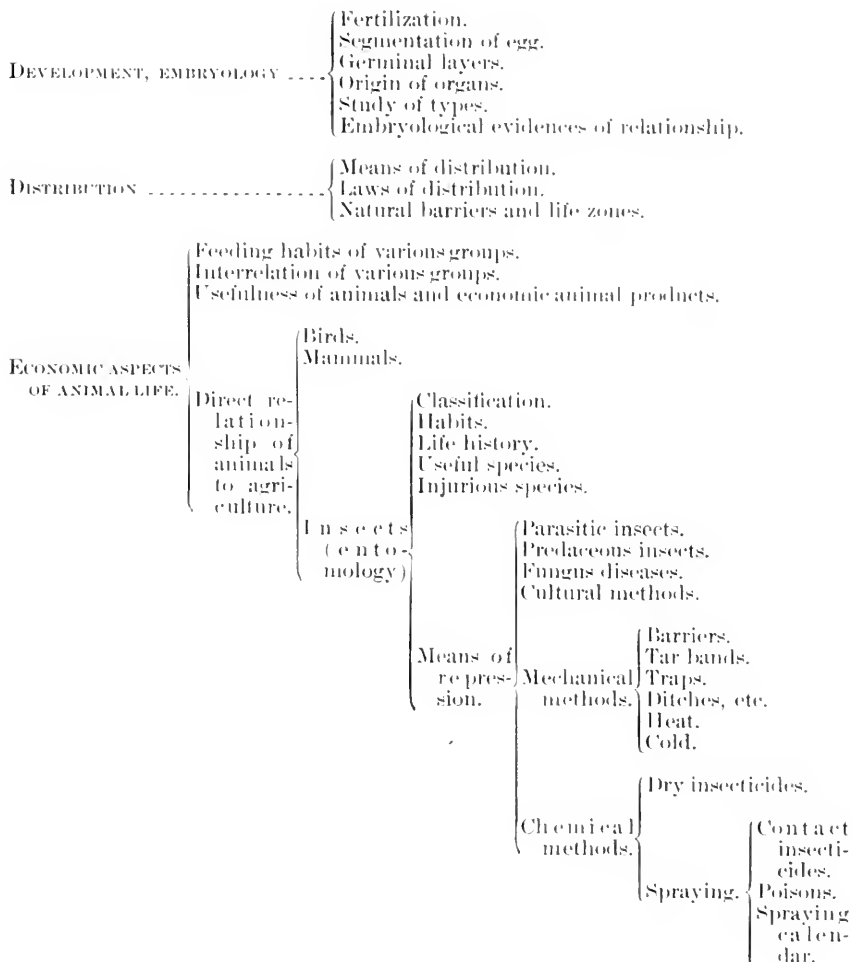 Fertilization.
Segmentation of egg.
Germinal layers.
DEVELOPMENT, EMBRYOLOGY ....
Origin of organs.
Study of types.
Embryological evidences of relationship.
Means of distribution.
DISTRIBUTION ......................
Laws of distribution.
Natural barriers and life zones.
Feeding habits of various groups.
Interrelation of various groups.
Usefulness of animals and economic animal products.
ECONOMIC ASPECTS
OF ANIMAL LIFE.
Direct re-
lation-
ship of
animals
to agri-
culture.
Birds.
Mammals.
Insects
(ento-
mology)
Classification.
Habits.
Life history.
Useful species.
Injurious species.
Means of
repres-
sion.
Parasitic insects.
Predaceous insects.
Fungus diseases.
Cultural methods.
Mechanical
methods.
Barriers.
Tar bands.
Traps.
Ditches, etc.
Heat.
Cold.
Chemical
methods.
Dry insecticides.
Spraying.
Contact
insecti-
cides.
Poisons.
Spraying
calen-
dar.